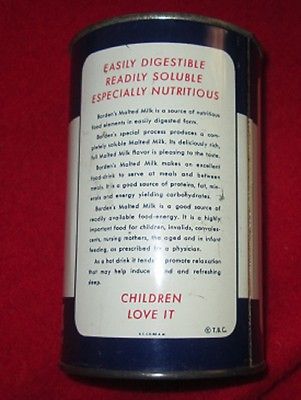 EASILY DIGESTIBLE
READILY SOLUBLE
ESPECIALLY NUTRITIOUS
Borden's Malted Milk is a source of nutritious
food elements in easily digested form.
Borden's special process produces a com-
pletely soluble Malted Milk. Its deliciously rich,
full Malted Milk flavor is pleasing to the taste.
Borden's Malted Milk makes an excellent
food-drink to serve at meals and between
meals. It is a good source of proteins, fat, min-
erals and energy yielding carbohydrates.
Borden's Malted Milk is a good source of
readily available food-energy. It is a highly
important food for children, invalids, convales-
cents, nursing mothers, the aged and in infant
feeding, as prescribed by a physician.
As a hot drink it tends to promote relaxation
that may help induce sound and refreshing
sleep.
CHILDREN
LOVE IT
© T.B.C.